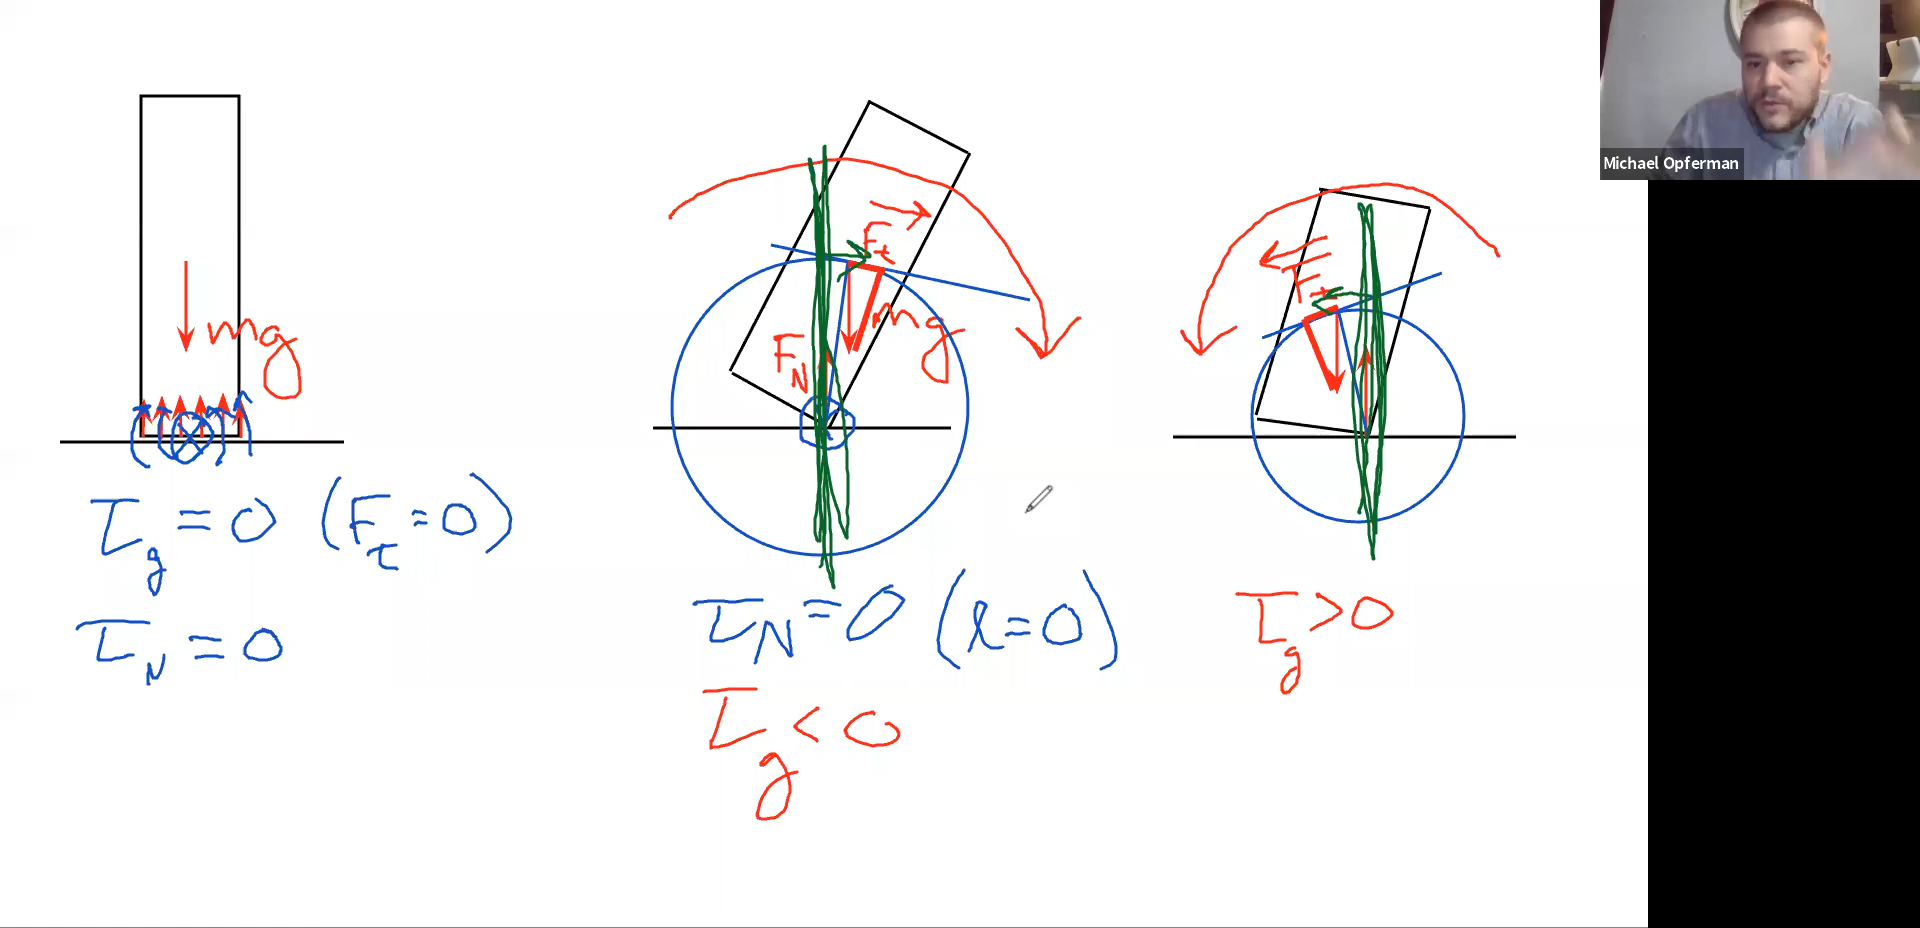 mg
τg = 0 (Fτ = 0)
τN = 0
Ft
mg
FN
τN = 0 (l = 0)
τg < 0
Ft
τg > 0
Michael Opferman